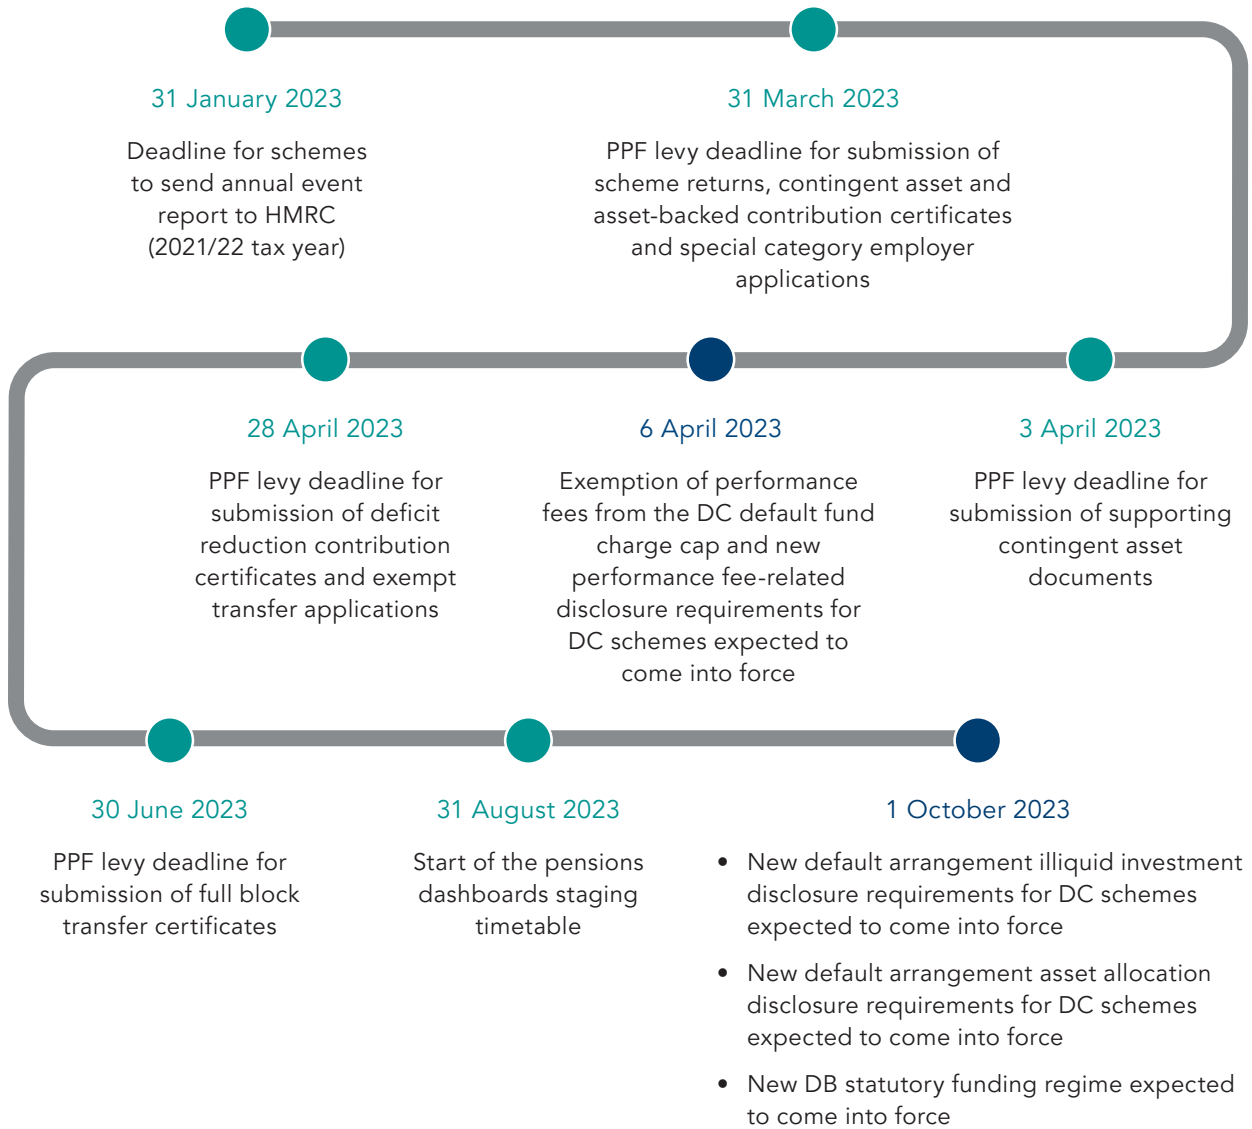 31 January 2023
Deadline for schemes
to send annual event
report to HMRC
(2021/22 tax year)
31 March 2023
PPF levy deadline for submission of
scheme returns, contingent asset and
asset-backed contribution certificates
and special category employer
applications
28 April 2023
PPF levy deadline for
submission of deficit
reduction contribution
certificates and exempt
transfer applications
6 April 2023
Exemption of performance
fees from the DC default fund
charge cap and new
performance fee-related
disclosure requirements for
DC schemes expected to
come into force
3 April 2023
PPF levy deadline for
submission of supporting
contingent asset
documents
30 June 2023
PPF levy deadline for
submission of full block
transfer certificates
31 August 2023
Start of the pensions
dashboards staging
timetable
1 October 2023
• New default arrangement illiquid investment
disclosure requirements for DC schemes
expected to come into force
• New default arrangement asset allocation
disclosure requirements for DC schemes
expected to come into force
• New DB statutory funding regime expected
to come into force